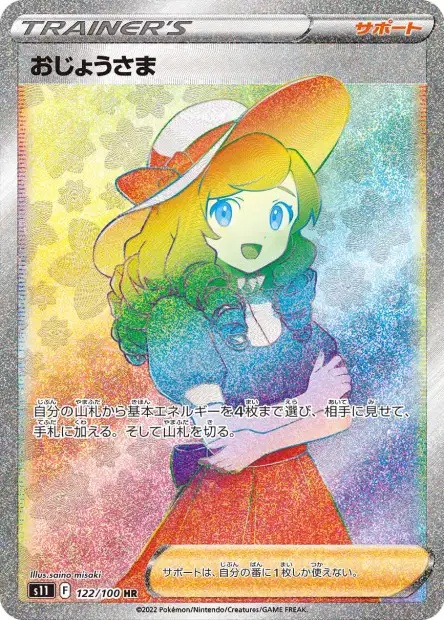 TRAINER'S
サポート
おじょうさま
自分の山札から基本エネルギーを4枚まで選び、相手に見せて、
手札に加える。そして山札を切る。
サポートは、自分の番に1枚しか使えない。
Illus.saino misaki
s11 F 122/100 HR
©2022 Pokémon/Nintendo/Creatures/GAME FREAK.